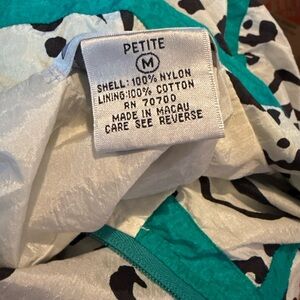 PETITE
M
SHELL: 100% NYLON
LINING: 100% COTTON
RN 70700
MADE IN MACAU
CARE SEE REVERSE